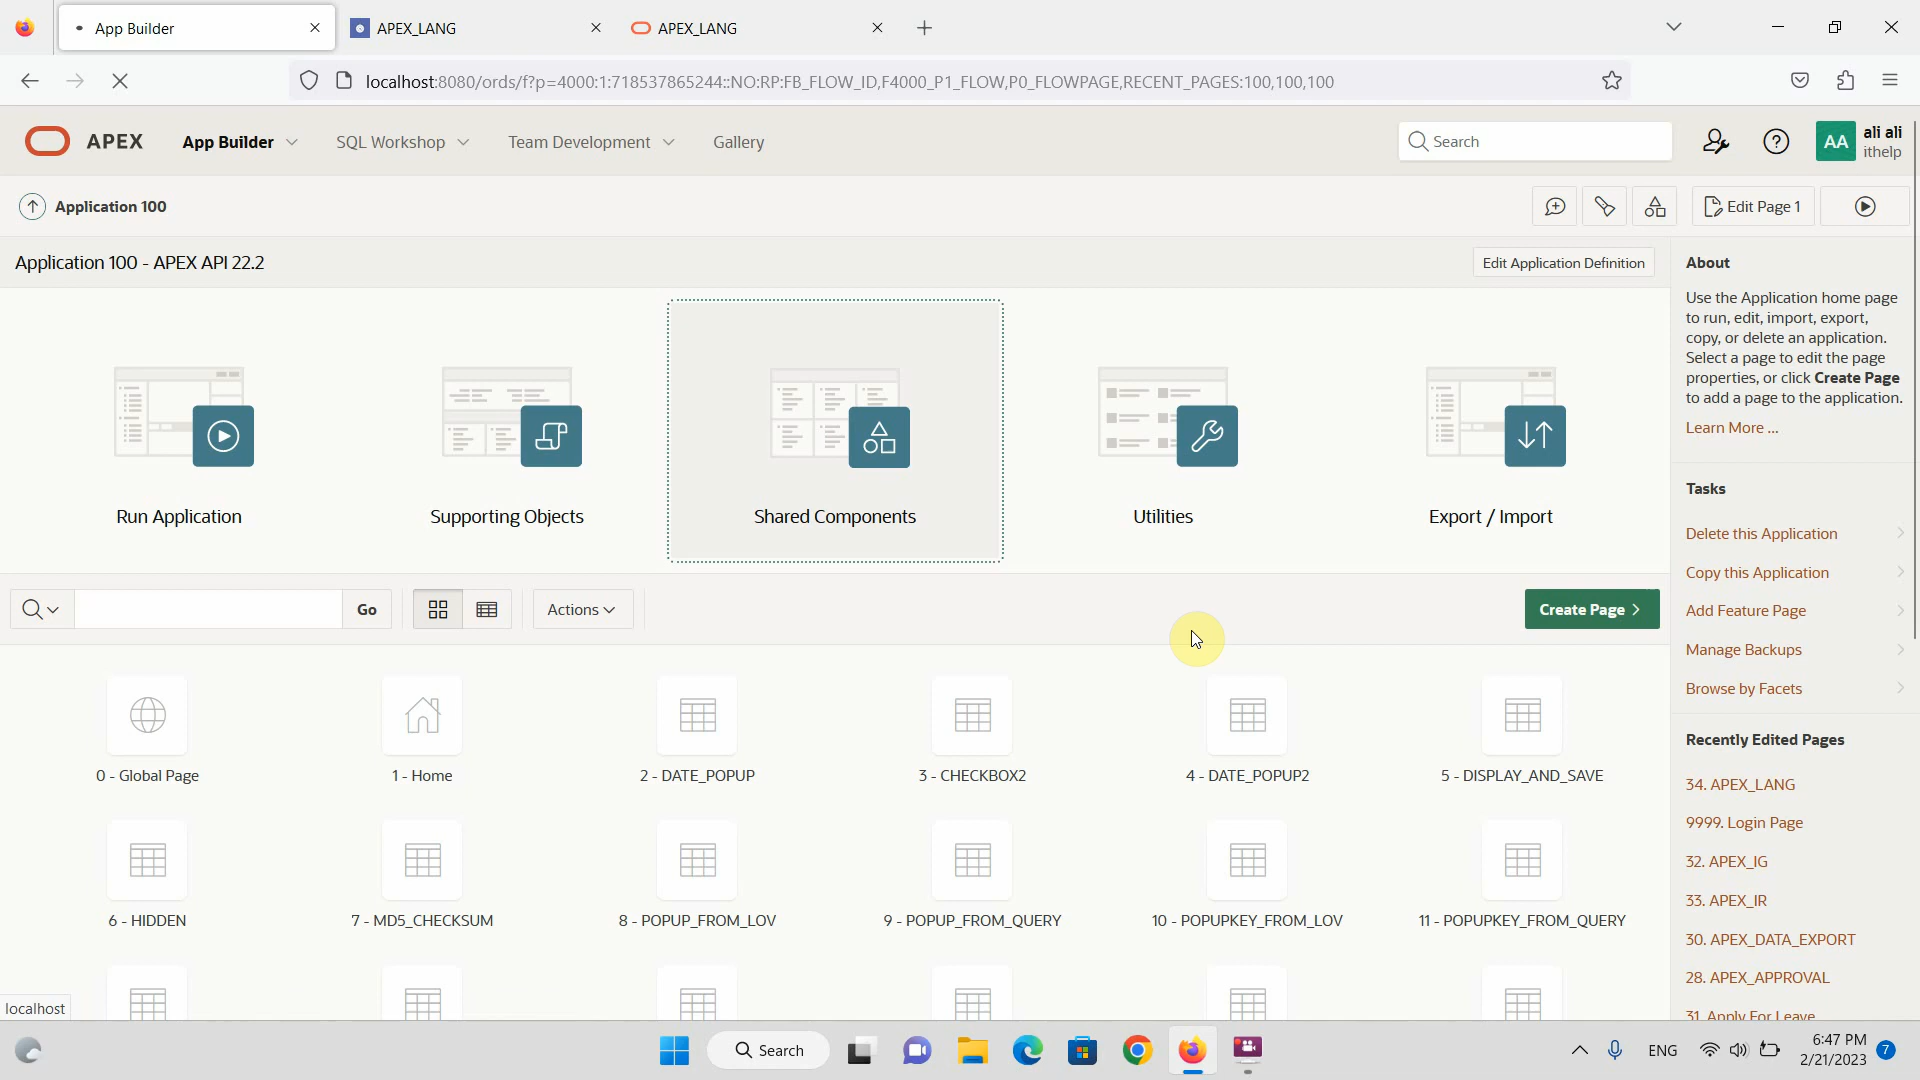 App Builder
APEX_LANG
APEX_LANG
localhost:8080/ords/f?p=4000:1:718537865244::NO:RP:FB_FLOW_ID,F4000_P1_FLOW,P0_FLOWPAGE,RECENT_PAGES:100,100,100
APEX
App Builder
SQL Workshop
Team Development
Gallery
Search
AA
ali ali
ithelp
Application 100
Edit Page 1
Application 100 - APEX API 22.2
Edit Application Definition
Run Application
Supporting Objects
Shared Components
Utilities
Export / Import
Go
Actions
Create Page
0 - Global Page
1 - Home
2 - DATE_POPUP
3 - CHECKBOX2
4 - DATE_POPUP2
5 - DISPLAY_AND_SAVE
6 - HIDDEN
7 - MD5_CHECKSUM
8 - POPUP_FROM_LOV
9 - POPUP_FROM_QUERY
10 - POPUPKEY_FROM_LOV
11 - POPUPKEY_FROM_QUERY
About
Use the Application home page
to run, edit, import, export,
copy, or delete an application.
Select a page to edit the page
properties, or click Create Page
to add a page to the application.
Learn More ...
Tasks
Delete this Application
Copy this Application
Add Feature Page
Manage Backups
Browse by Facets
Recently Edited Pages
34. APEX_LANG
9999. Login Page
32. APEX_IG
33. APEX_IR
30. APEX_DATA_EXPORT
28. APEX_APPROVAL
31. Apply For Leave
localhost
Search
ENG
6:47 PM
2/21/2023
7